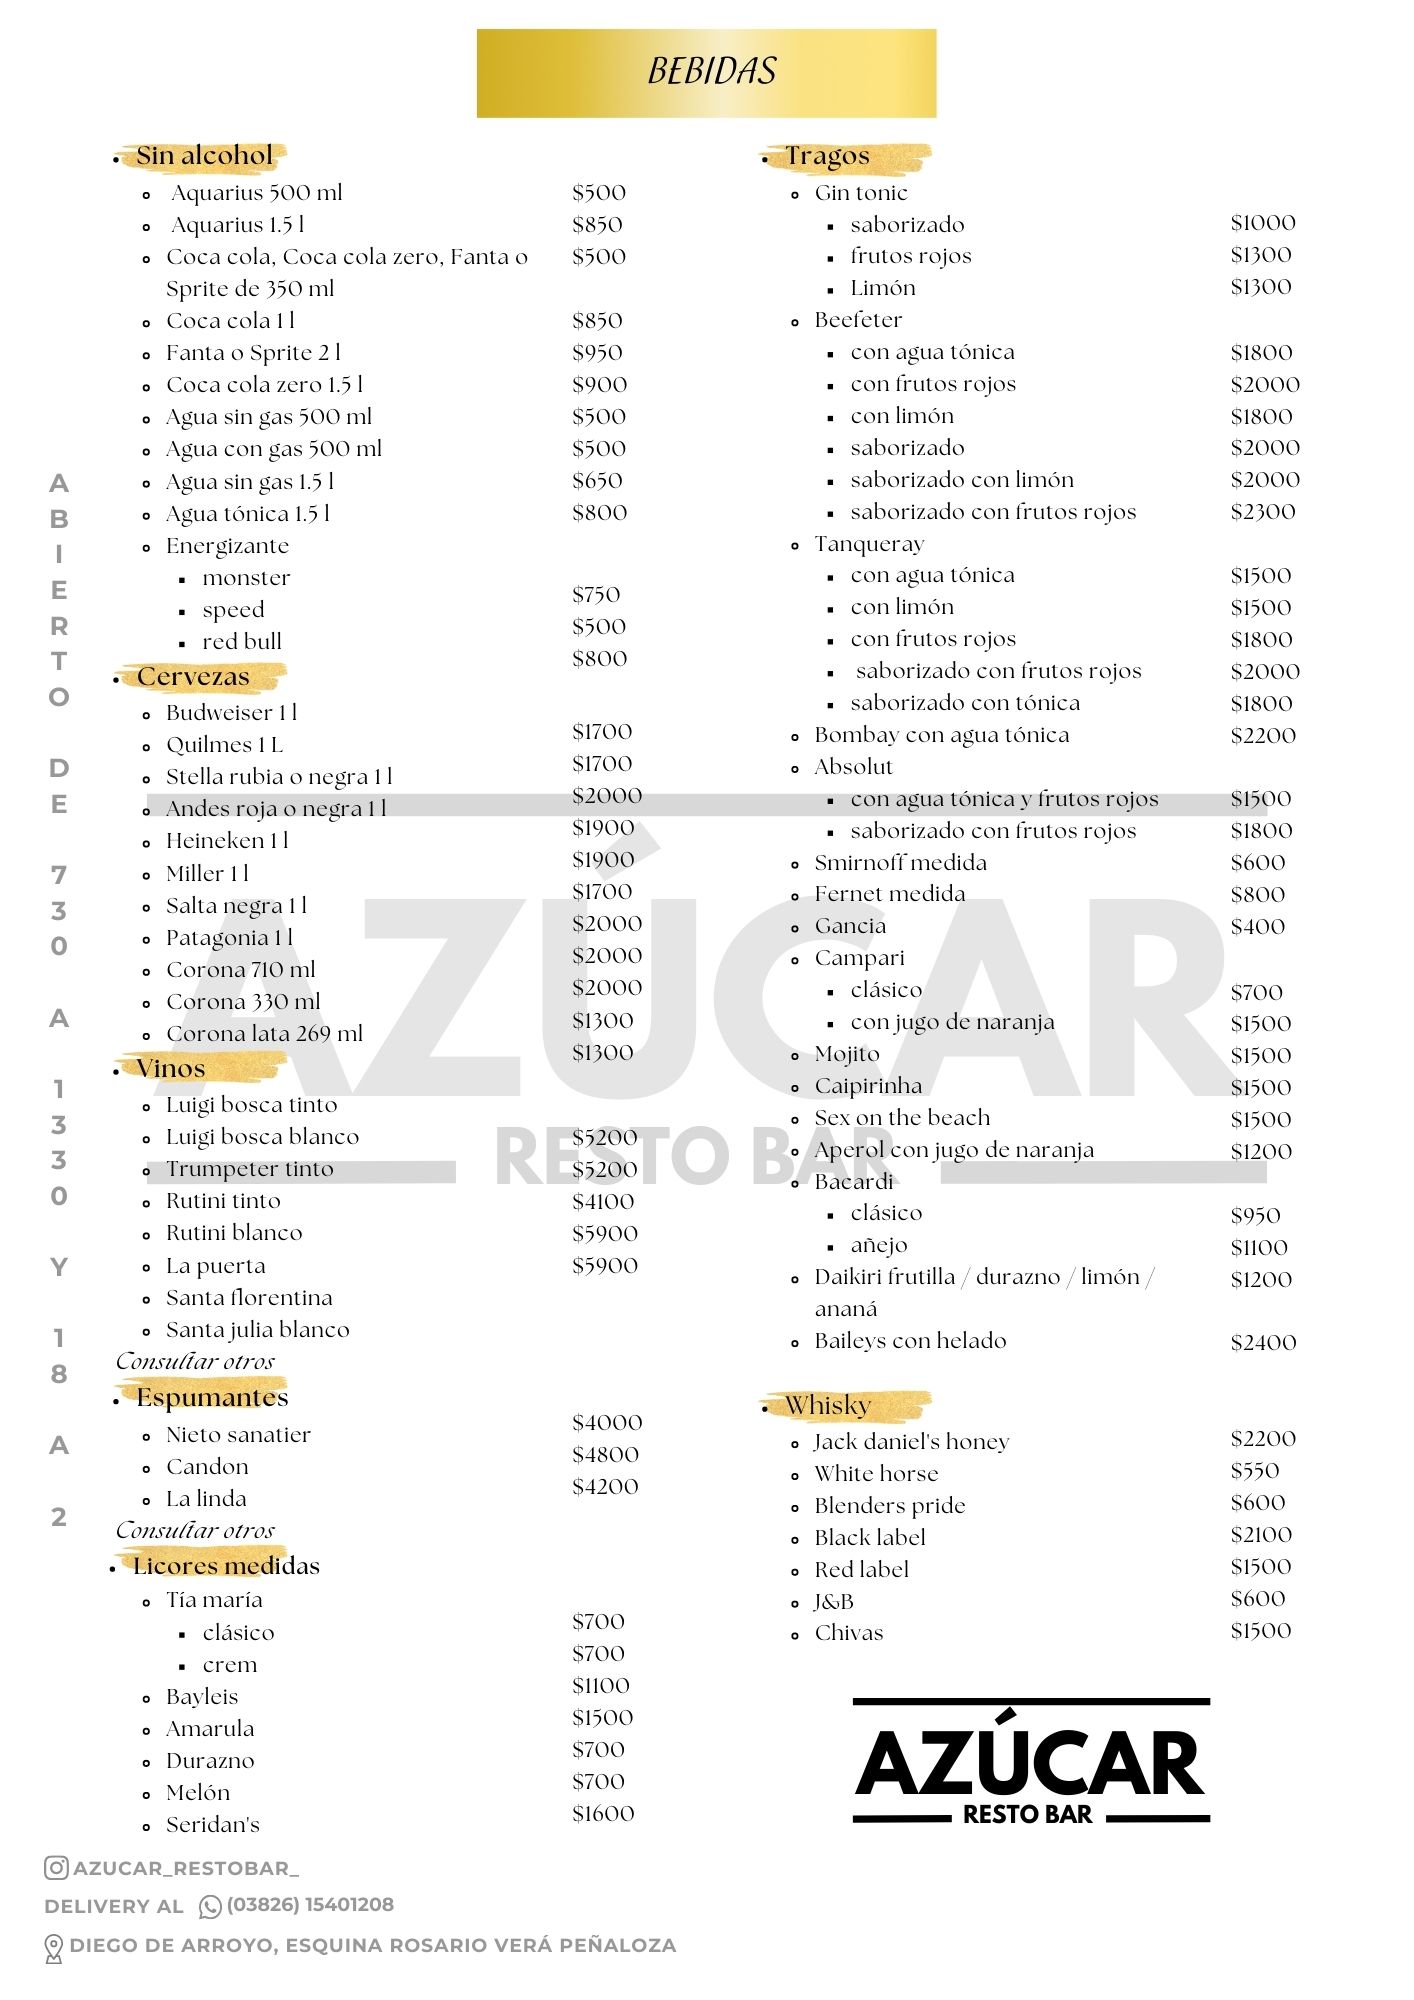 BEBIDAS
Sin alcohol
Aquarius 500 ml $500
Aquarius 1.5 l $850
Coca cola, Coca cola zero, Fanta o $500
Sprite de 350 ml
Coca cola 1 l $850
Fanta o Sprite 2 l $950
Coca cola zero 1.5 l $900
Agua sin gas 500 ml $500
Agua con gas 500 ml $500
Agua sin gas 1.5 l $650
Agua tónica 1.5 l $800
Energizante
monster $750
speed $500
red bull $800
Cervezas
Budweiser 1 l $1700
Quilmes 1 L $1700
Stella rubia o negra 1 l $2000
Andes roja o negra 1 l $1900
Heineken 1 l $1900
Miller 1 l $1700
Salta negra 1 l $2000
Patagonia 1 l $2000
Corona 710 ml $2000
Corona 330 ml $1300
Corona lata 269 ml $1300
Vinos
Luigi bosca tinto $5200
Luigi bosca blanco $5200
Trumpeter tinto $4100
Rutini tinto $5900
Rutini blanco $5900
La puerta
Santa florentina
Santa julia blanco
Consultar otros
Espumantes
Nieto sanatier $4000
Candon $4800
La linda $4200
Consultar otros
Licores medidas
Tía maría
clásico $700
crem $700
Bayleis $1100
Amarula $1500
Durazno $700
Melón $700
Seridan's $1600
Tragos
Gin tonic
saborizado $1000
frutos rojos $1300
Limón $1300
Beefeter
con agua tónica $1800
con frutos rojos $2000
con limón $1800
saborizado $2000
saborizado con limón $2000
saborizado con frutos rojos $2300
Tanqueray
con agua tónica $1500
con limón $1500
con frutos rojos $1800
saborizado con frutos rojos $2000
saborizado con tónica $1800
Bombay con agua tónica $2200
Absolut
con agua tónica y frutos rojos $1500
saborizado con frutos rojos $1800
Smirnoff medida $600
Fernet medida $800
Gancia $400
Campari
clásico $700
con jugo de naranja $1500
Mojito $1500
Caipirinha $1500
Sex on the beach $1500
Aperol con jugo de naranja $1200
Bacardi
clásico $950
añejo $1100
Daikiri frutilla / durazno / limón / $1200
ananá
Baileys con helado $2400
Whisky
Jack daniel's honey $2200
White horse $550
Blenders pride $600
Black label $2100
Red label $1500
J&B $600
Chivas $1500
AZÚCAR
RESTO BAR
AZÚCAR
RESTO BAR
ABIERTO DE 730 A 1330 Y 18 A 2
AZUCAR_RESTOBAR_
DELIVERY AL (03826) 15401208
DIEGO DE ARROYO, ESQUINA ROSARIO VERÁ PEÑALOZA